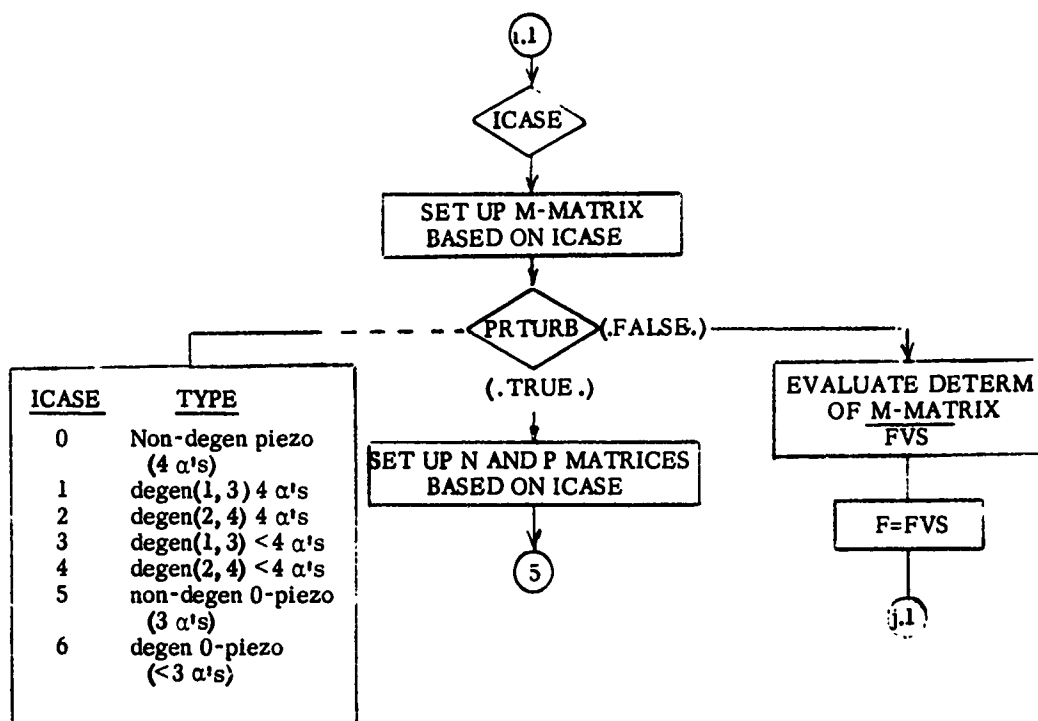 i.1
ICASE
SET UP M-MATRIX
BASED ON ICASE
PRTURB
(.FALSE.)
(.TRUE.)
ICASE TYPE
0 Non-degen piezo
(4 α's)
1 degen(1, 3) 4 α's
2 degen(2, 4) 4 α's
3 degen(1, 3) <4 α's
4 degen(2, 4) <4 α's
5 non-degen 0-piezo
(3 α's)
6 degen 0-piezo
(<3 α's)
SET UP N AND P MATRICES
BASED ON ICASE
5
EVALUATE DETERM
OF M-MATRIX
FVS
F=FVS
j.1